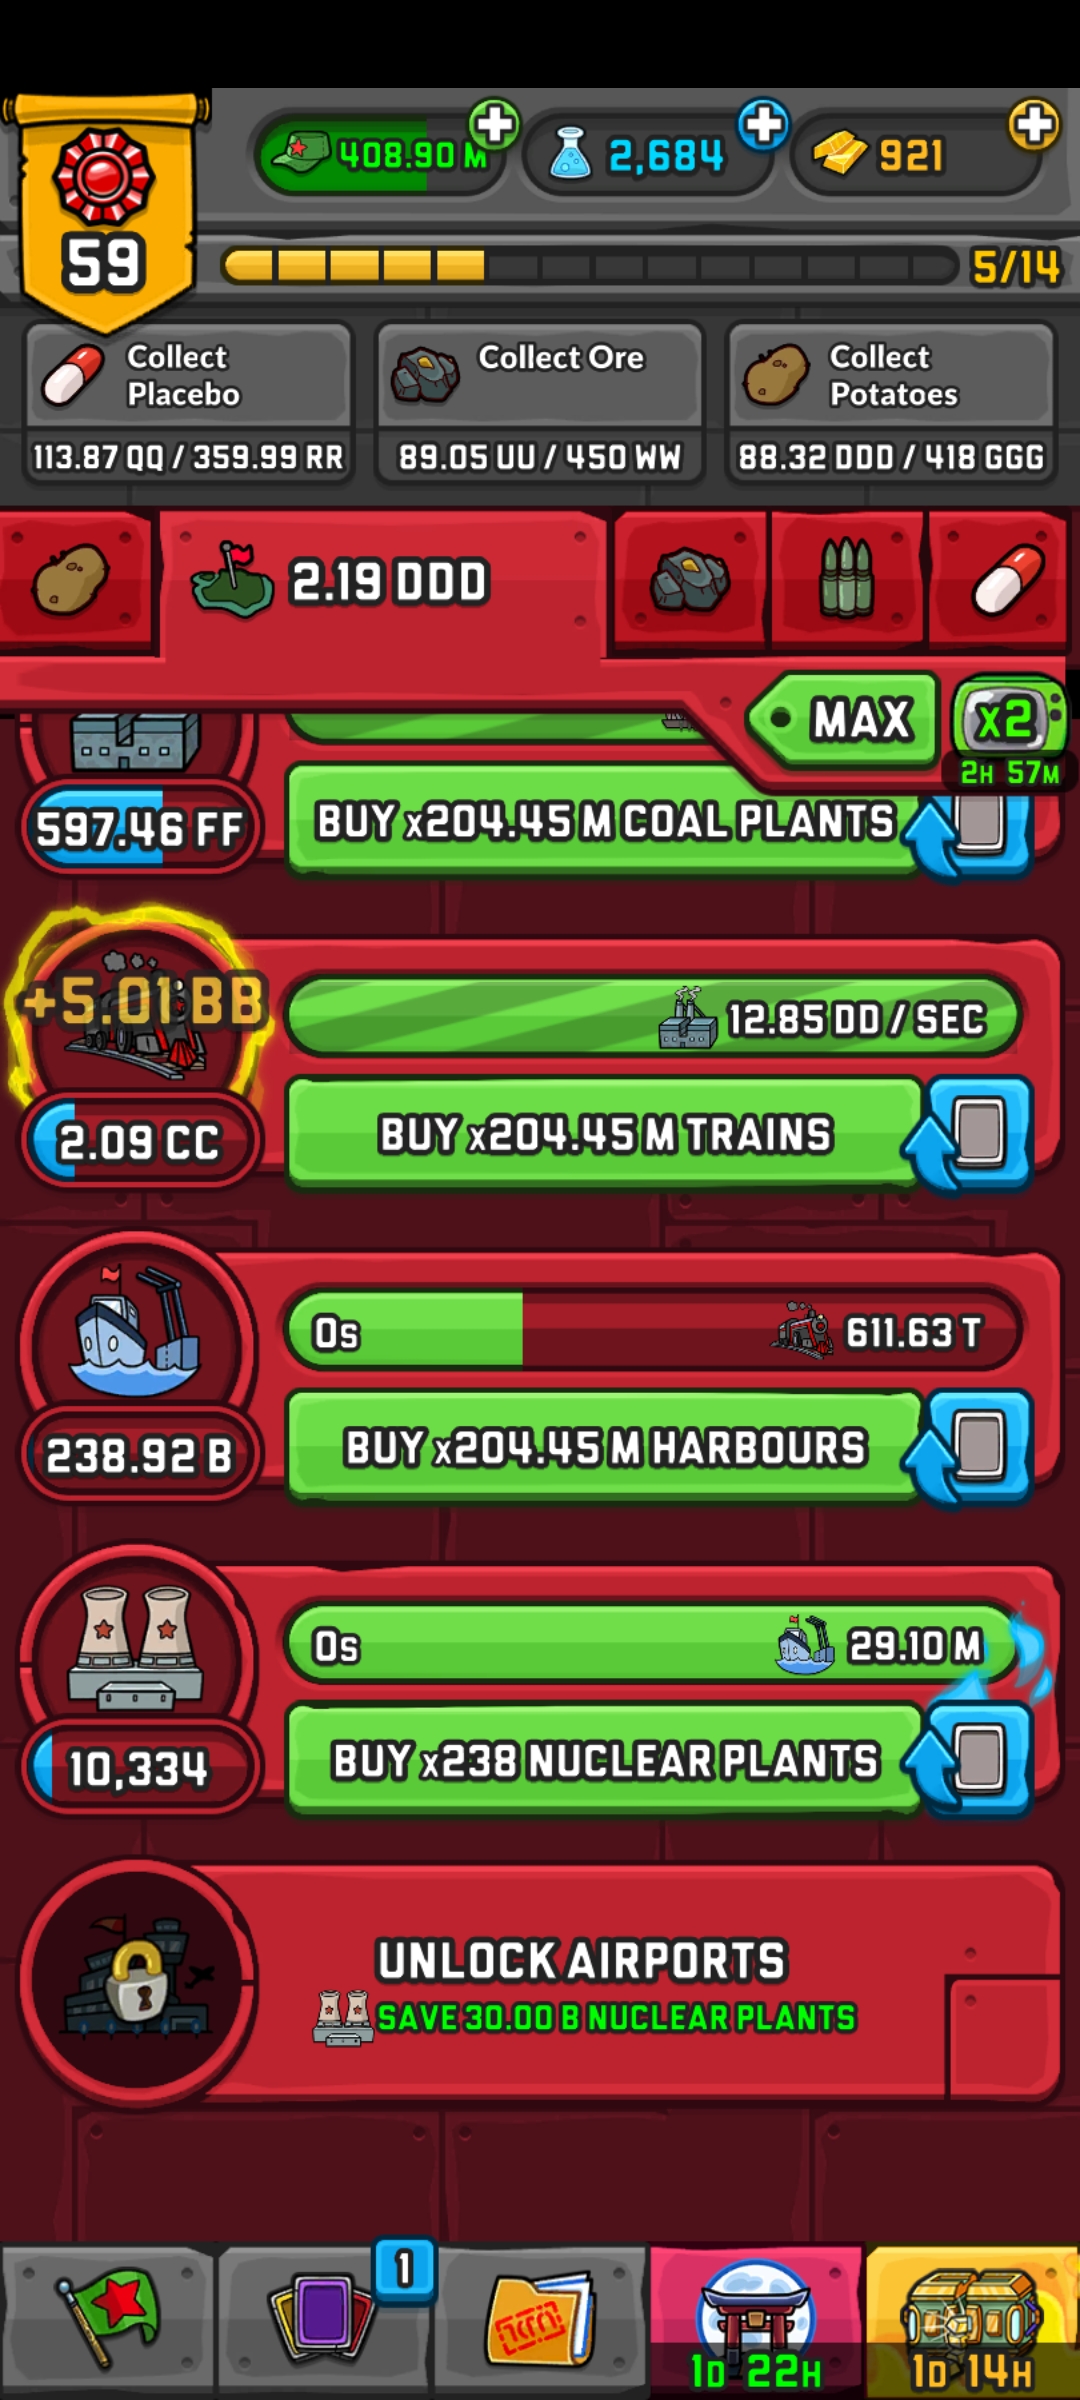 408.90 M
2,684
921
59
5/14
Collect
Placebo
113.87 QQ / 359.99 RR
Collect Ore
89.05 UU / 450 WW
Collect
Potatoes
88.32 DDD / 418 GGG
2.19 DDD
MAX
x2
2H 57M
597.46 FF
BUY x204.45 M COAL PLANTS
+5.01 BB
12.85 DD / SEC
2.09 CC
BUY x204.45 M TRAINS
0s
611.63 T
238.92 B
BUY x204.45 M HARBOURS
0s
29.10 M
10,334
BUY x238 NUCLEAR PLANTS
UNLOCK AIRPORTS
SAVE 30.00 B NUCLEAR PLANTS
1
1D 22H
1D 14H